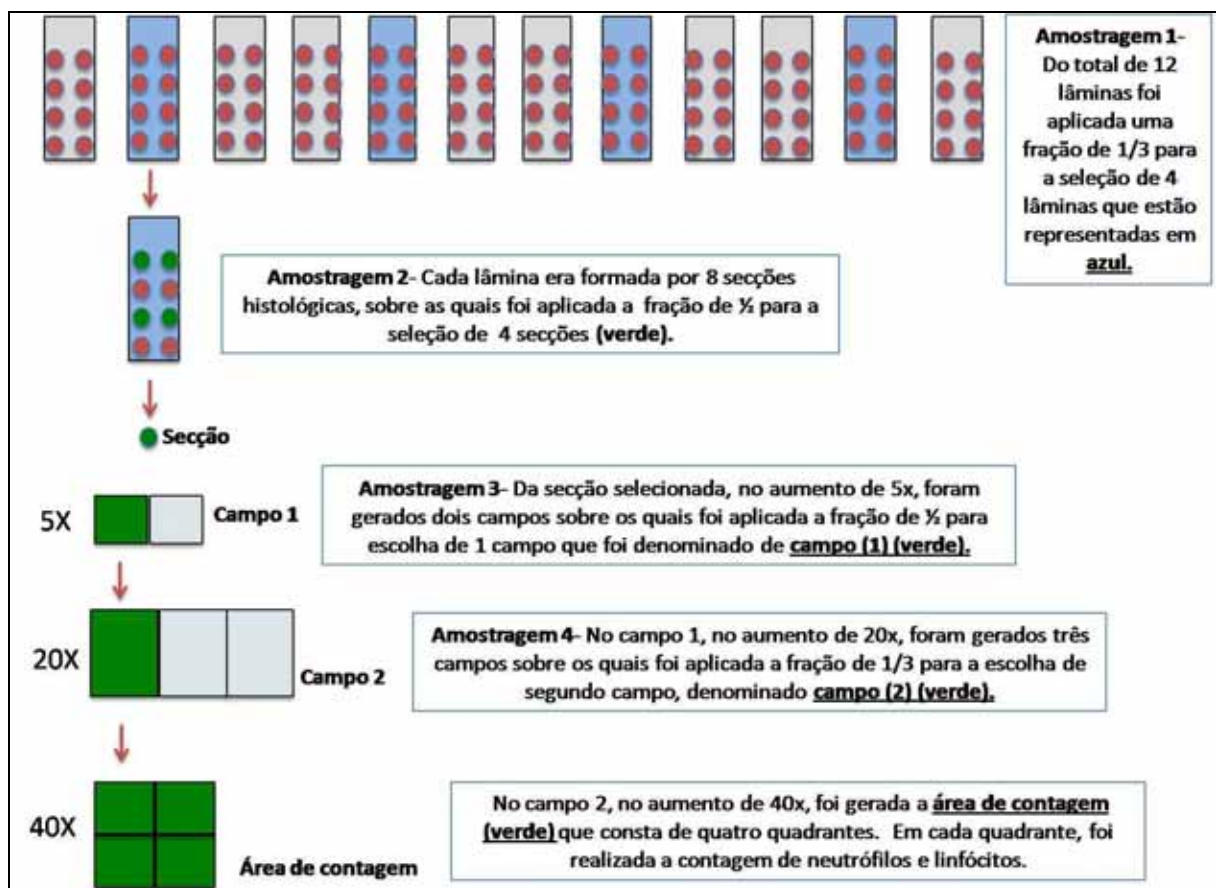 Amostragem 1-
Do total de 12
lâminas foi
aplicada uma
fração de 1/3 para
a seleção de 4
lâminas que estão
representadas em
azul.
Amostragem 2- Cada lâmina era formada por 8 secções
histológicas, sobre as quais foi aplicada a fração de ½ para a
seleção de 4 secções (verde).
Secção
5X
Campo 1
Amostragem 3- Da secção selecionada, no aumento de 5x, foram
gerados dois campos sobre os quais foi aplicada a fração de ½ para
escolha de 1 campo que foi denominado de campo (1) (verde).
20X
Campo 2
Amostragem 4- No campo 1, no aumento de 20x, foram gerados três
campos sobre os quais foi aplicada a fração de 1/3 para a escolha de
segundo campo, denominado campo (2) (verde).
40X
Área de contagem
No campo 2, no aumento de 40x, foi gerada a área de contagem
(verde) que consta de quatro quadrantes. Em cada quadrante, foi
realizada a contagem de neutrófilos e linfócitos.